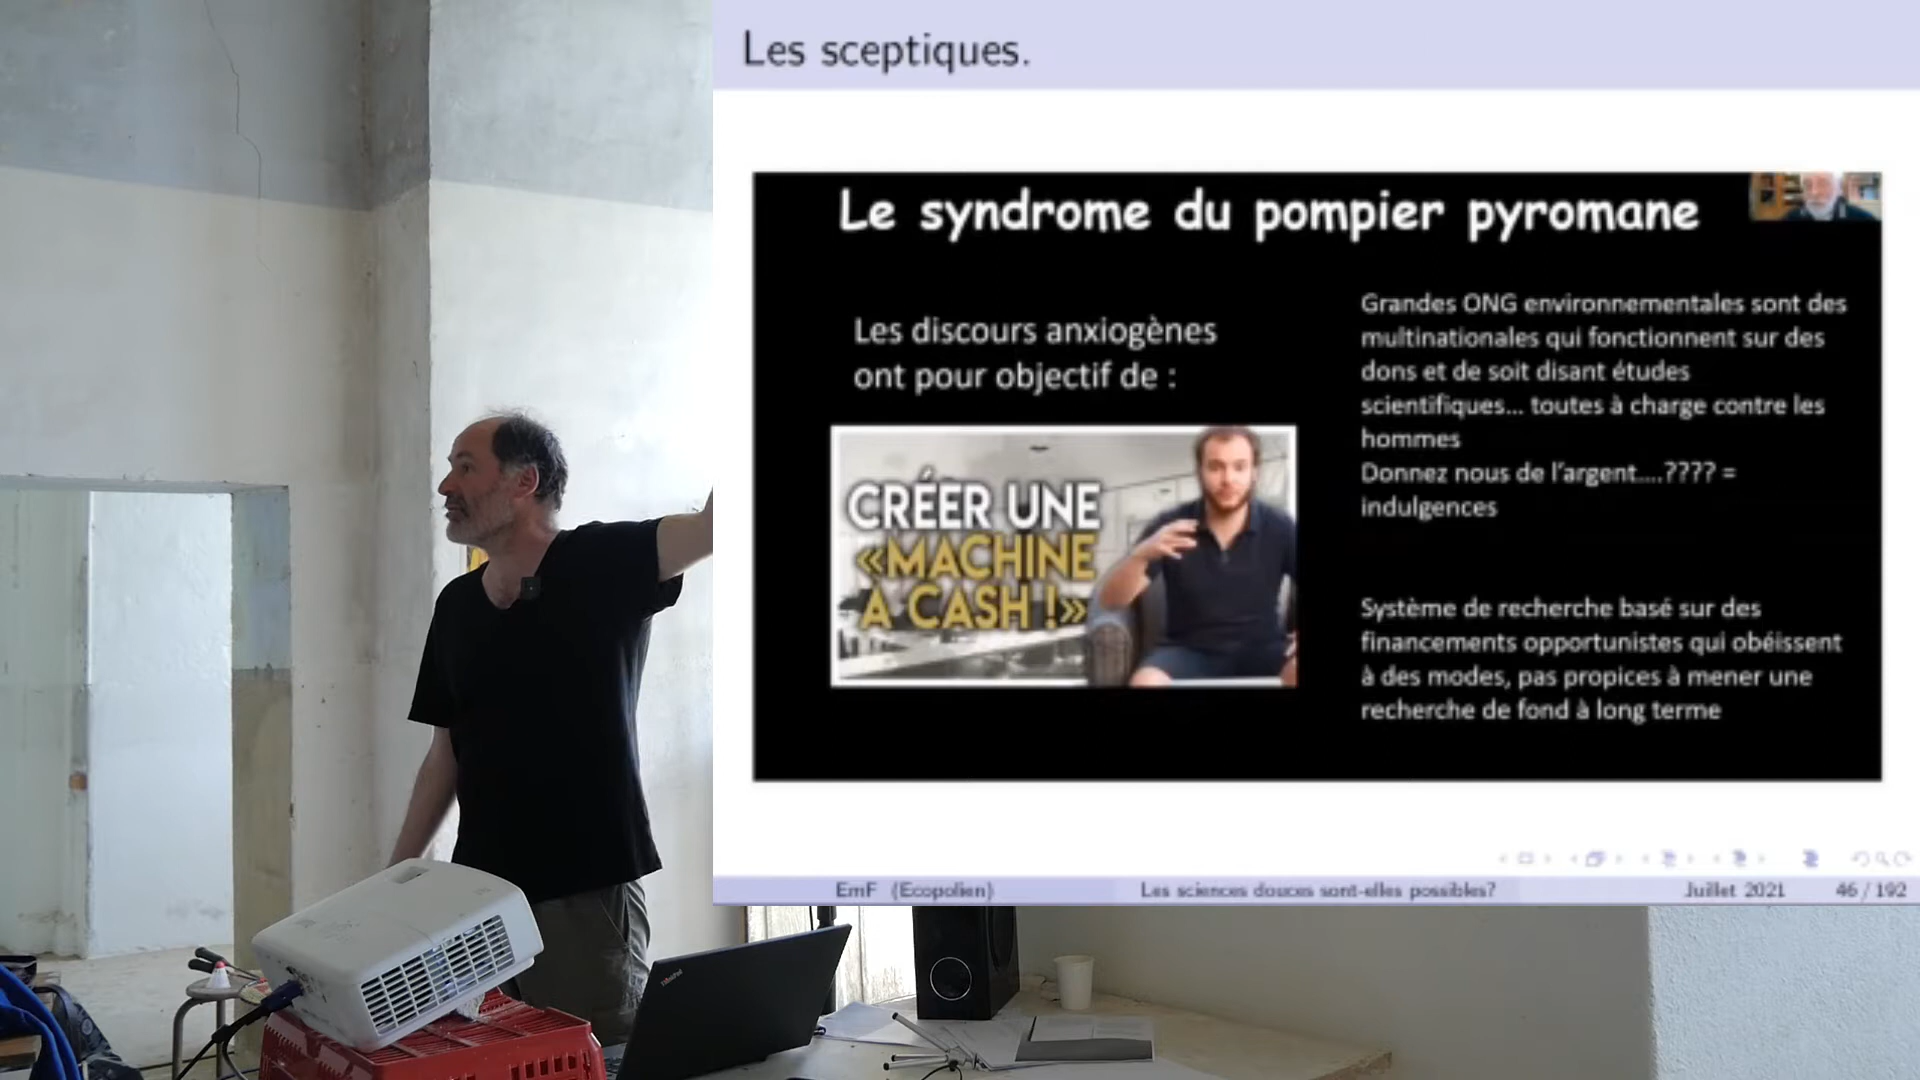 Les sceptiques.
Le syndrome du pompier pyromane
Les discours anxiogènes
ont pour objectif de :
CRÉER UNE
«MACHINE
A CASH !»
Grandes ONG environnementales sont des
multinationales qui fonctionnent sur des
dons et de soit disant études
scientifiques... toutes à charge contre les
hommes
Donnez nous de l'argent....???? =
indulgences
Système de recherche basé sur des
financements opportunistes qui obéissent
à des modes, pas propices à mener une
recherche de fond à long terme
EmF (Ecopolien)
Les sciences douces sont-elles possibles?
Juillet 2021
46 / 192
ThinkPad